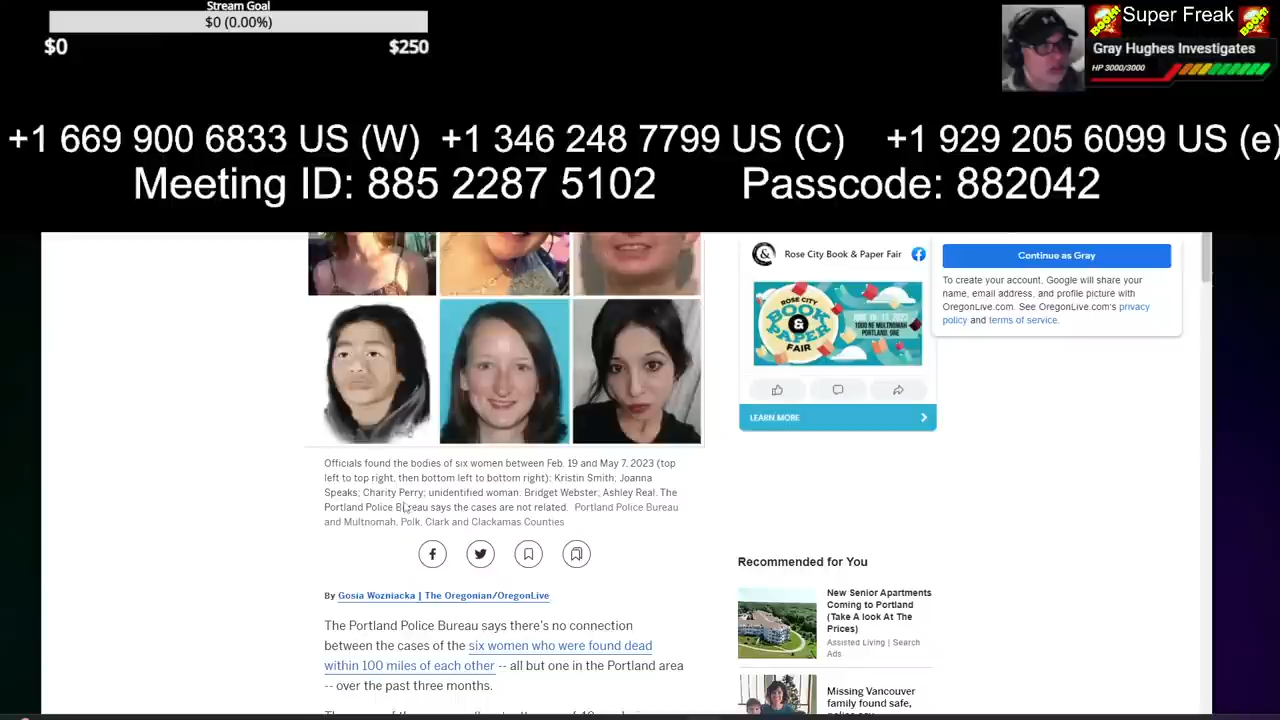 Stream Goal
$0 (0.00%)
$0
$250
Super Freak
Gray Hughes Investigates
HP 3000/3000
+1 669 900 6833 US (W) +1 346 248 7799 US (C) +1 929 205 6099 US (e)
Meeting ID: 885 2287 5102 Passcode: 882042
Officials found the bodies of six women between Feb. 19 and May 7, 2023 (top
left to top right, then bottom left to bottom right): Kristin Smith; Joanna
Speaks; Charity Perry; unidentified woman. Bridget Webster; Ashley Real. The
Portland Police Bureau says the cases are not related. Portland Police Bureau
and Multnomah, Polk, Clark and Clackamas Counties
By Gosia Wozniacka | The Oregonian/OregonLive
The Portland Police Bureau says there's no connection
between the cases of the six women who were found dead
within 100 miles of each other -- all but one in the Portland area
-- over the past three months.
&
Rose City Book & Paper Fair
ROSE CITY
BOOK
&
PAPER
FAIR
1000 NE MULTNOMAH
PORTLAND, ORE
LEARN MORE
Continue as Gray
To create your account, Google will share your
name, email address, and profile picture with
OregonLive.com. See OregonLive.com's privacy
policy and terms of service.
Recommended for You
New Senior Apartments
Coming to Portland
(Take A look At The
Prices)
Assisted Living | Search
Ads
Missing Vancouver
family found safe,